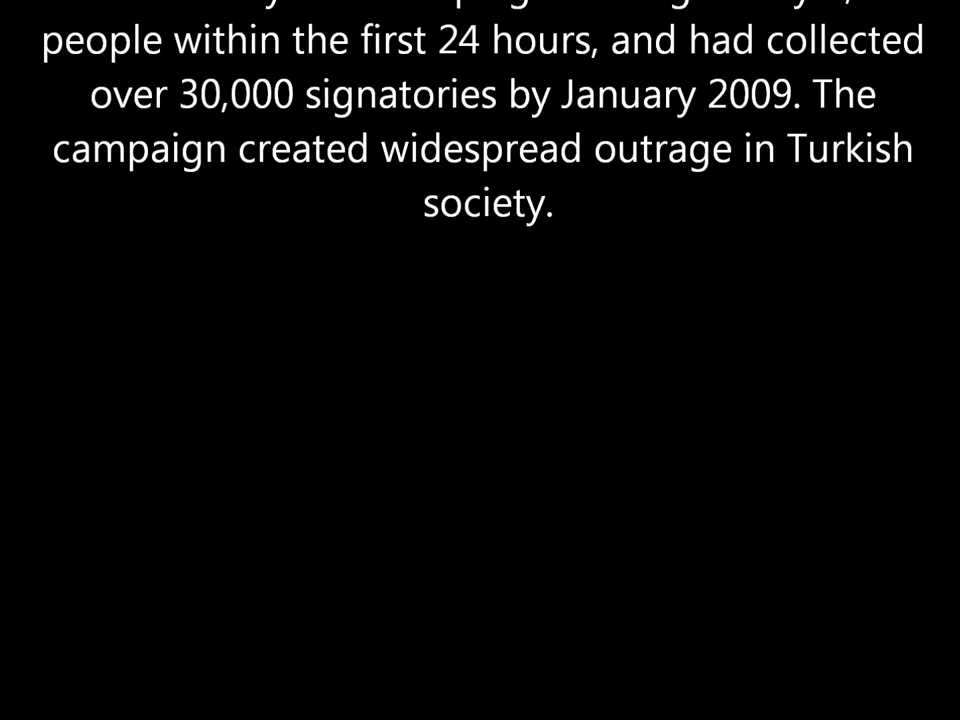 people within the first 24 hours, and had collected
over 30,000 signatories by January 2009. The
campaign created widespread outrage in Turkish
society.